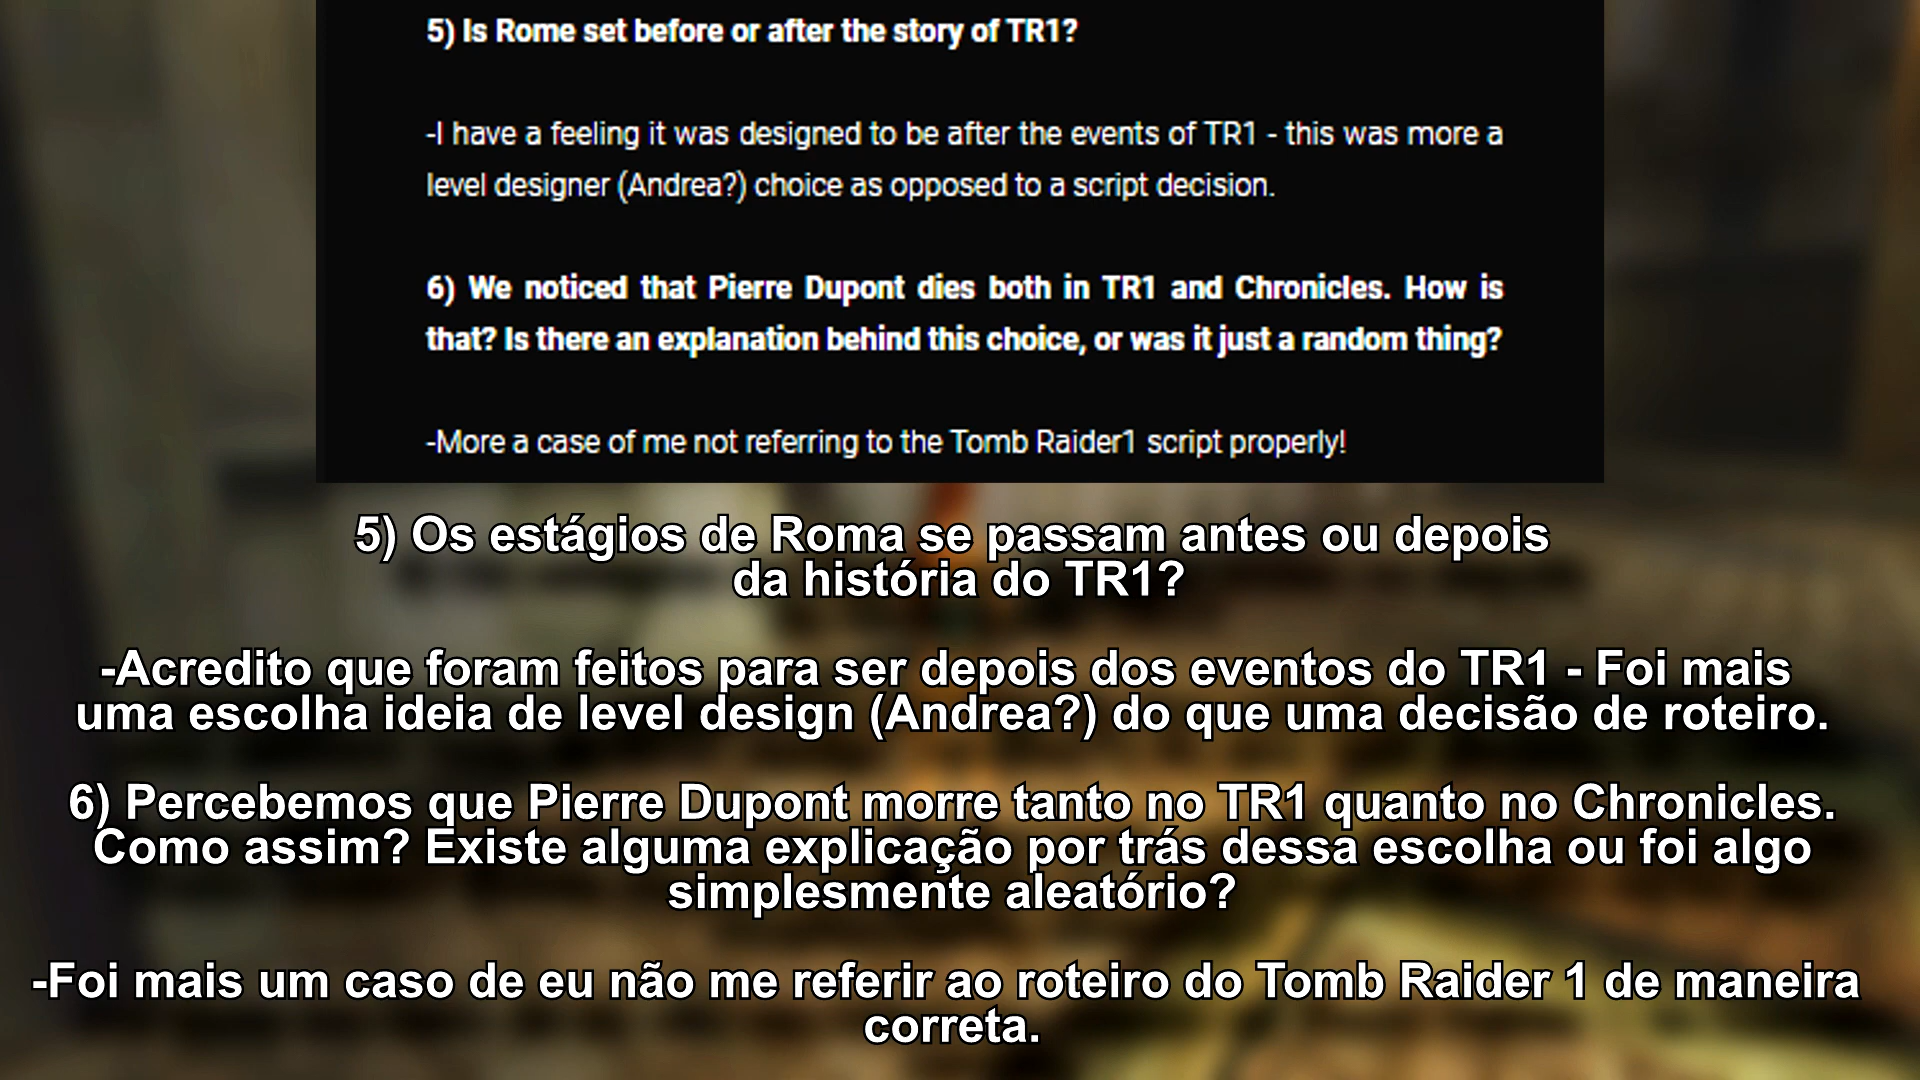 5) Is Rome set before or after the story of TR1?
-I have a feeling it was designed to be after the events of TR1 - this was more a
level designer (Andrea?) choice as opposed to a script decision.
6) We noticed that Pierre Dupont dies both in TR1 and Chronicles. How is
that? Is there an explanation behind this choice, or was it just a random thing?
-More a case of me not referring to the Tomb Raider1 script properly!
5) Os estágios de Roma se passam antes ou depois
da história do TR1?
-Acredito que foram feitos para ser depois dos eventos do TR1 - Foi mais
uma escolha ideia de level design (Andrea?) do que uma decisão de roteiro.
6) Percebemos que Pierre Dupont morre tanto no TR1 quanto no Chronicles.
Como assim? Existe alguma explicação por trás dessa escolha ou foi algo
simplesmente aleatório?
-Foi mais um caso de eu não me referir ao roteiro do Tomb Raider 1 de maneira
correta.